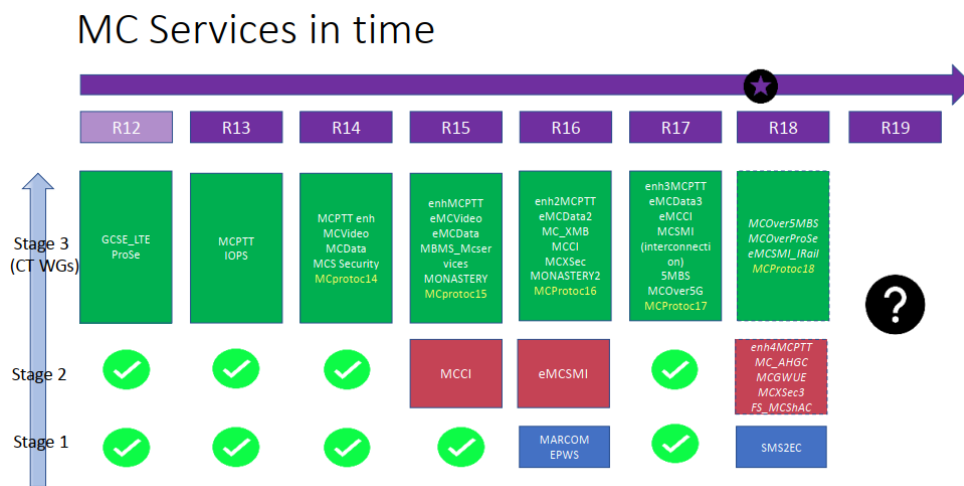 MC Services in time
R12
R13
R14
R15
R16
R17
R18
R19
Stage 3
(CT WGs)
GCSE_LTE
ProSe
MCPTT
IOPS
MCPTT enh
MCVideo
MCData
MCS Security
MCprotoc14
enhMCPTT
eMCVideo
eMCData
MBMS_Mcser
vices
MONASTERY
MCprotoc15
enh2MCPTT
eMCData2
MC_XMB
MCCI
MCXSec
MONASTERY2
MCProtoc16
enh3MCPTT
eMCData3
eMCCI
MCSMI
(interconnecti
on)
5MBS
MCOver5G
MCProtoc17
MCOver5MBS
MCOverProSe
eMCSMI_IRail
MCProtoc18
?
Stage 2
MCCI
eMCSMI
enh4MCPTT
MC_AHGC
MCGWUE
MCXSec3
FS_MCShAC
Stage 1
MARCOM
EPWS
SMS2EC